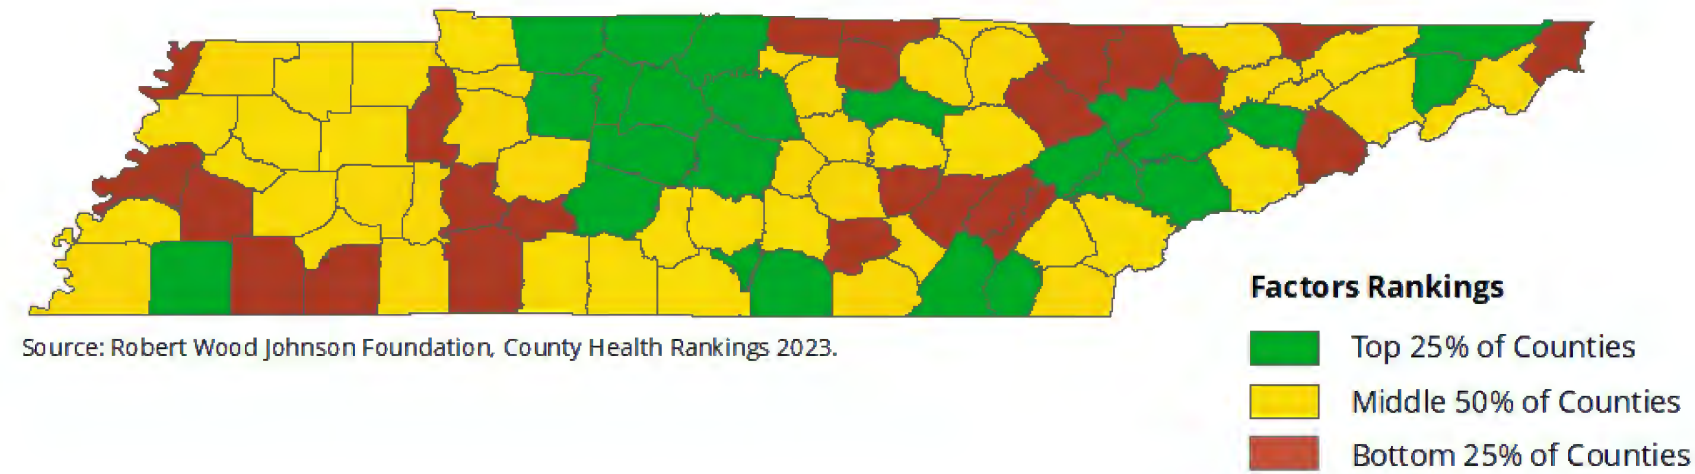 Source: Robert Wood Johnson Foundation, County Health Rankings 2023.
Factors Rankings
Top 25% of Counties
Middle 50% of Counties
Bottom 25% of Counties